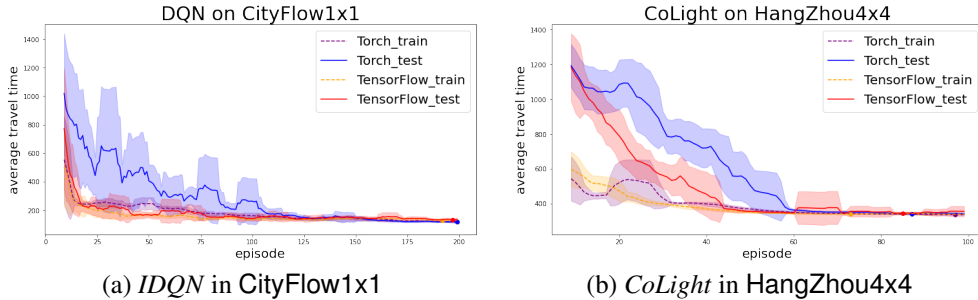 DQN on CityFlow1x1
average travel time
1400
1200
1000
800
600
400
200
0
25
50
75
100
125
150
175
200
episode
Torch_train
Torch_test
TensorFlow_train
TensorFlow_test
(a) IDQN in CityFlow1x1
CoLight on HangZhou4x4
average travel time
1400
1200
1000
800
600
400
200
20
40
60
80
100
episode
Torch_train
Torch_test
TensorFlow_train
TensorFlow_test
(b) CoLight in HangZhou4x4